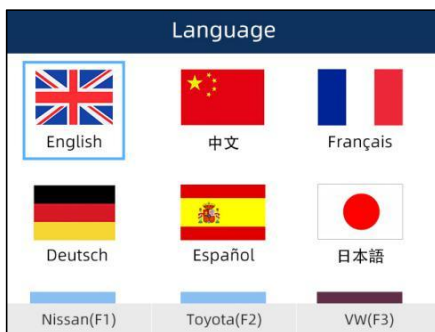 Language
English
中文
Français
Deutsch
Español
日本語
Nissan(F1)
Toyota(F2)
VW(F3)